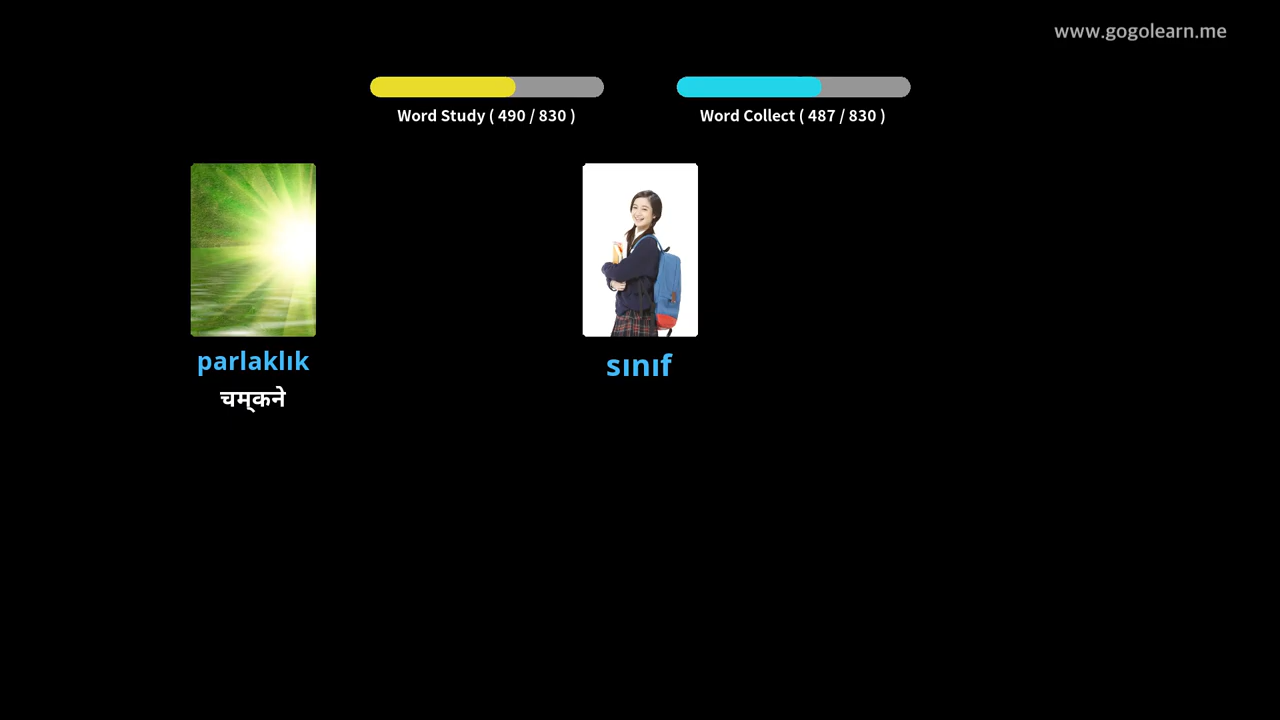 www.gogolearn.me
Word Study ( 490 / 830 )
Word Collect ( 487 / 830 )
parlaklık
चम्‌कने
sınıf